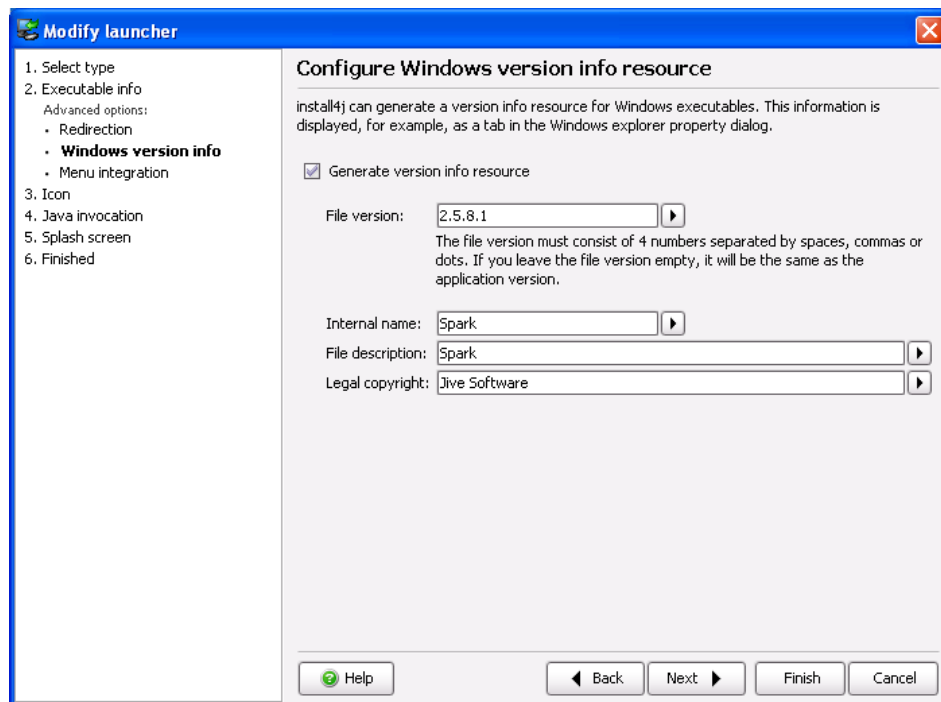 Modify launcher
1. Select type
2. Executable info
Advanced options:
• Redirection
• Windows version info
• Menu integration
3. Icon
4. Java invocation
5. Splash screen
6. Finished
Configure Windows version info resource
install4j can generate a version info resource for Windows executables. This information is
displayed, for example, as a tab in the Windows explorer property dialog.
Generate version info resource
File version: 2.5.8.1
The file version must consist of 4 numbers separated by spaces, commas or
dots. If you leave the file version empty, it will be the same as the
application version.
Internal name: Spark
File description: Spark
Legal copyright: Jive Software
Help Back Next Finish Cancel